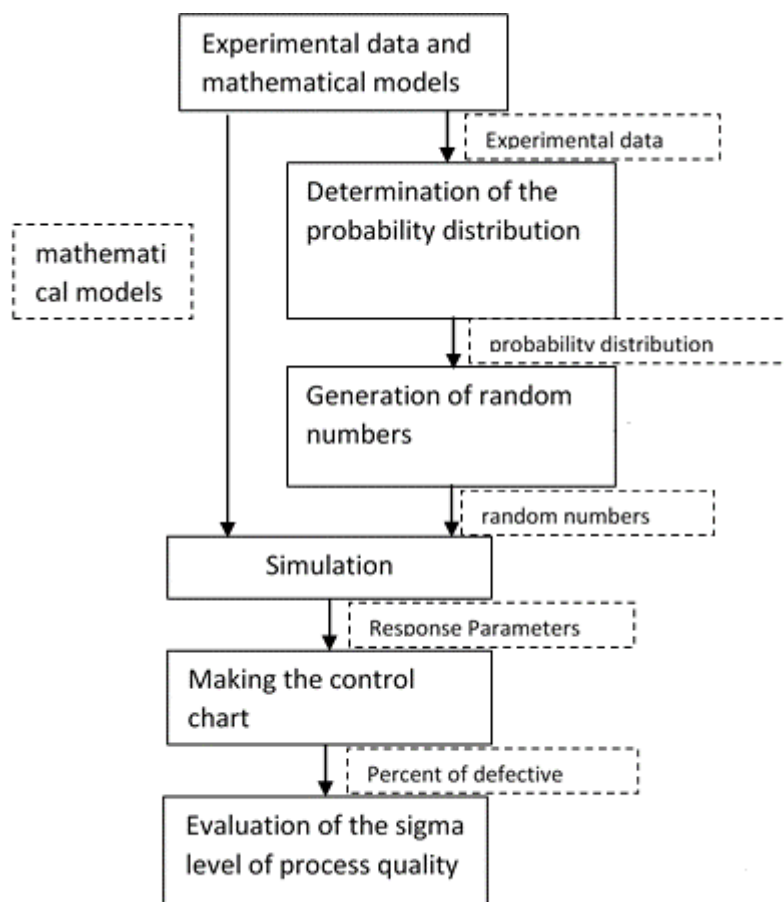 Experimental data and
mathematical models
Experimental data
Determination of the
probability distribution
mathemati
cal models
probability distribution
Generation of random
numbers
random numbers
Simulation
Response Parameters
Making the control
chart
Percent of defective
Evaluation of the sigma
level of process quality